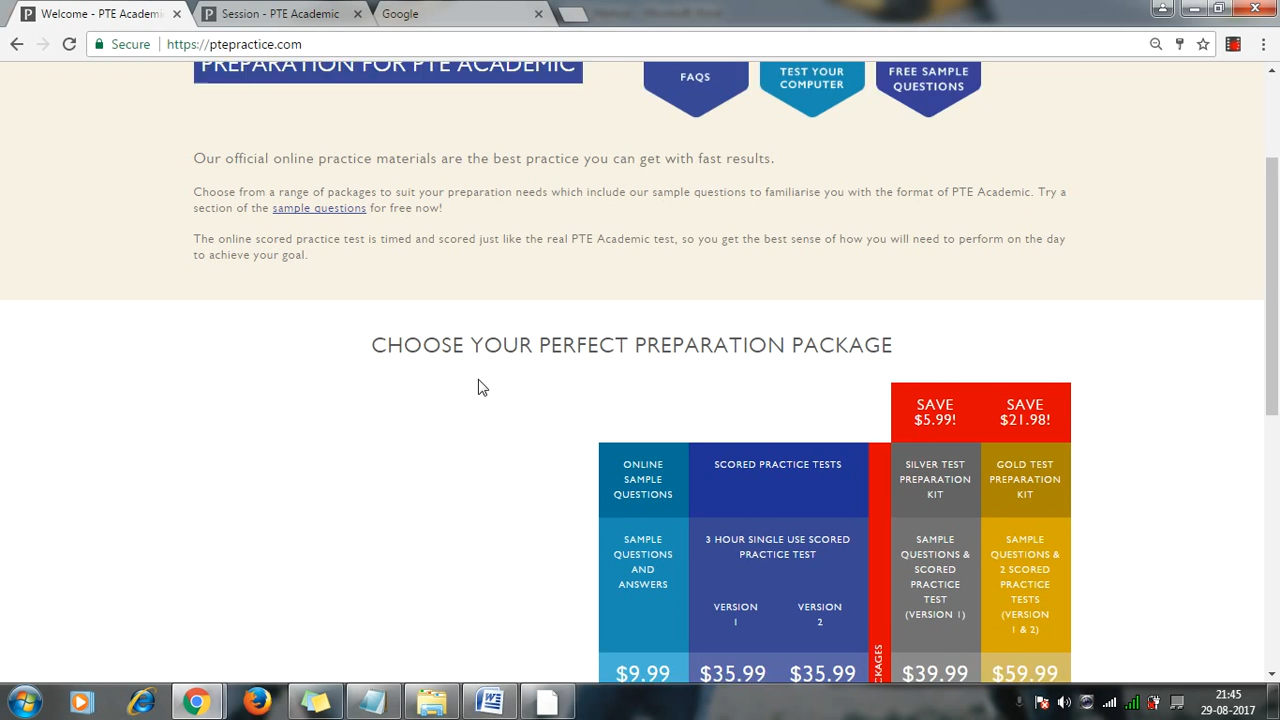 Welcome - PTE Academi
Session - PTE Academic
Google
Secure
https://ptepractice.com
PREPARATION FOR PTE ACADEMIC
FAQS
TEST YOUR
COMPUTER
FREE SAMPLE
QUESTIONS
Our official online practice materials are the best practice you can get with fast results.
Choose from a range of packages to suit your preparation needs which include our sample questions to familiarise you with the format of PTE Academic. Try a
section of the sample questions for free now!
The online scored practice test is timed and scored just like the real PTE Academic test, so you get the best sense of how you will need to perform on the day
to achieve your goal.
CHOOSE YOUR PERFECT PREPARATION PACKAGE
SAVE
$5.99!
SAVE
$21.98!
ONLINE
SAMPLE
QUESTIONS
SCORED PRACTICE TESTS
SILVER TEST
PREPARATION
KIT
GOLD TEST
PREPARATION
KIT
SAMPLE
QUESTIONS
AND
ANSWERS
3 HOUR SINGLE USE SCORED
PRACTICE TEST
VERSION
1
VERSION
2
KAGES
SAMPLE
QUESTIONS &
SCORED
PRACTICE
TEST
(VERSION 1)
SAMPLE
QUESTIONS &
2 SCORED
PRACTICE
TESTS
(VERSION
1 & 2)
$9.99
$35.99
$35.99
$39.99
$59.99
21:45
29-08-2017